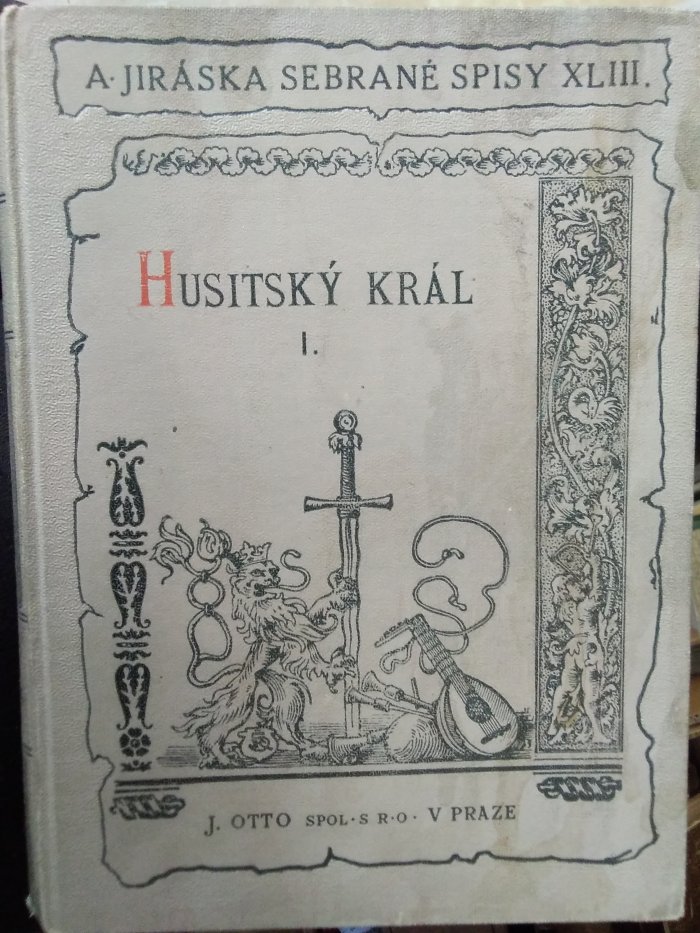 A· JIRÁSKA SEBRANÉ SPISY XLIII.
HUSITSKÝ KRÁL
I.
J. OTTO SPOL·S R·O· V PRAZE